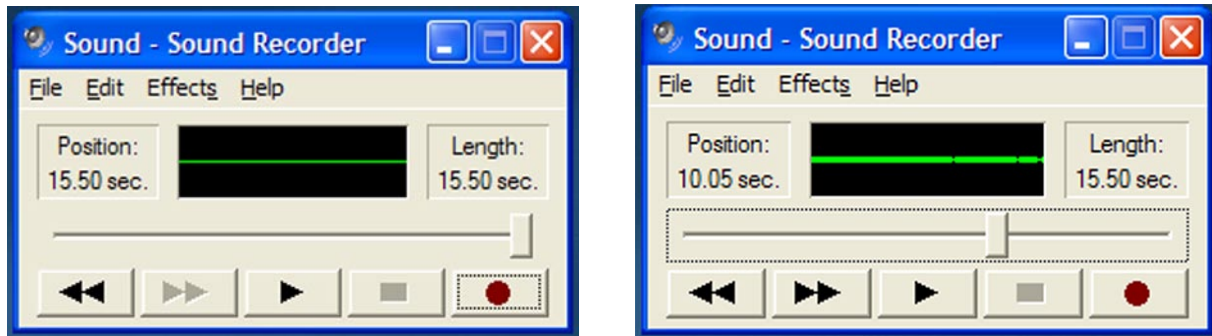 Sound - Sound Recorder
File Edit Effects Help
Position:
15.50 sec.
Length:
15.50 sec.
Sound - Sound Recorder
File Edit Effects Help
Position:
10.05 sec.
Length:
15.50 sec.